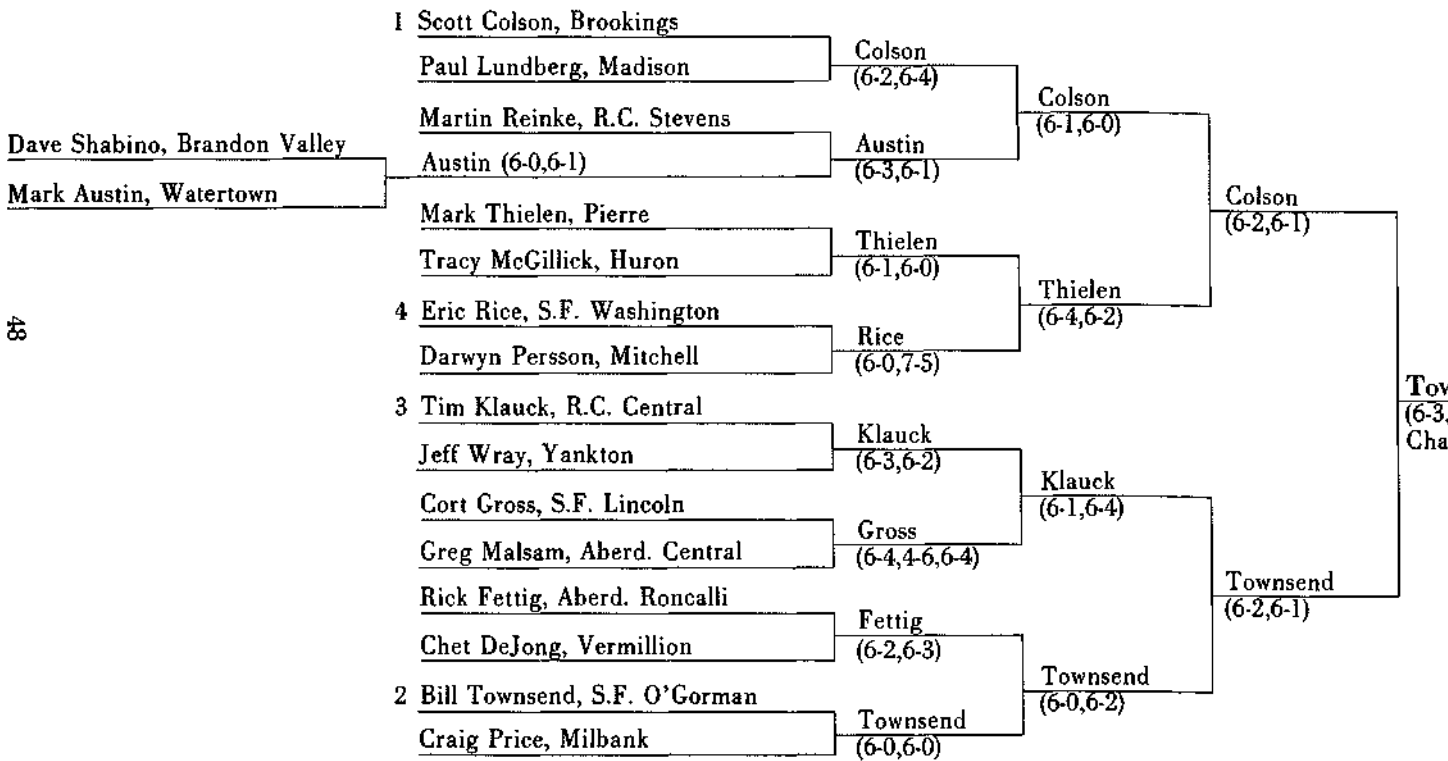 1 Scott Colson, Brookings
Paul Lundberg, Madison
Colson
(6-2,6-4)
Martin Reinke, R.C. Stevens
Dave Shabino, Brandon Valley
Mark Austin, Watertown
Austin (6-0,6-1)
Austin
(6-3,6-1)
Colson
(6-1,6-0)
Mark Thielen, Pierre
Tracy McGillick, Huron
Thielen
(6-1,6-0)
4 Eric Rice, S.F. Washington
Darwyn Persson, Mitchell
Rice
(6-0,7-5)
Thielen
(6-4,6-2)
Colson
(6-2,6-1)
48
3 Tim Klauck, R.C. Central
Jeff Wray, Yankton
Klauck
(6-3,6-2)
Cort Gross, S.F. Lincoln
Greg Malsam, Aberd. Central
Gross
(6-4,4-6,6-4)
Klauck
(6-1,6-4)
Rick Fettig, Aberd. Roncalli
Chet DeJong, Vermillion
Fettig
(6-2,6-3)
2 Bill Townsend, S.F. O'Gorman
Craig Price, Milbank
Townsend
(6-0,6-0)
Townsend
(6-0,6-2)
Townsend
(6-2,6-1)
Tow
(6-3,
Cha